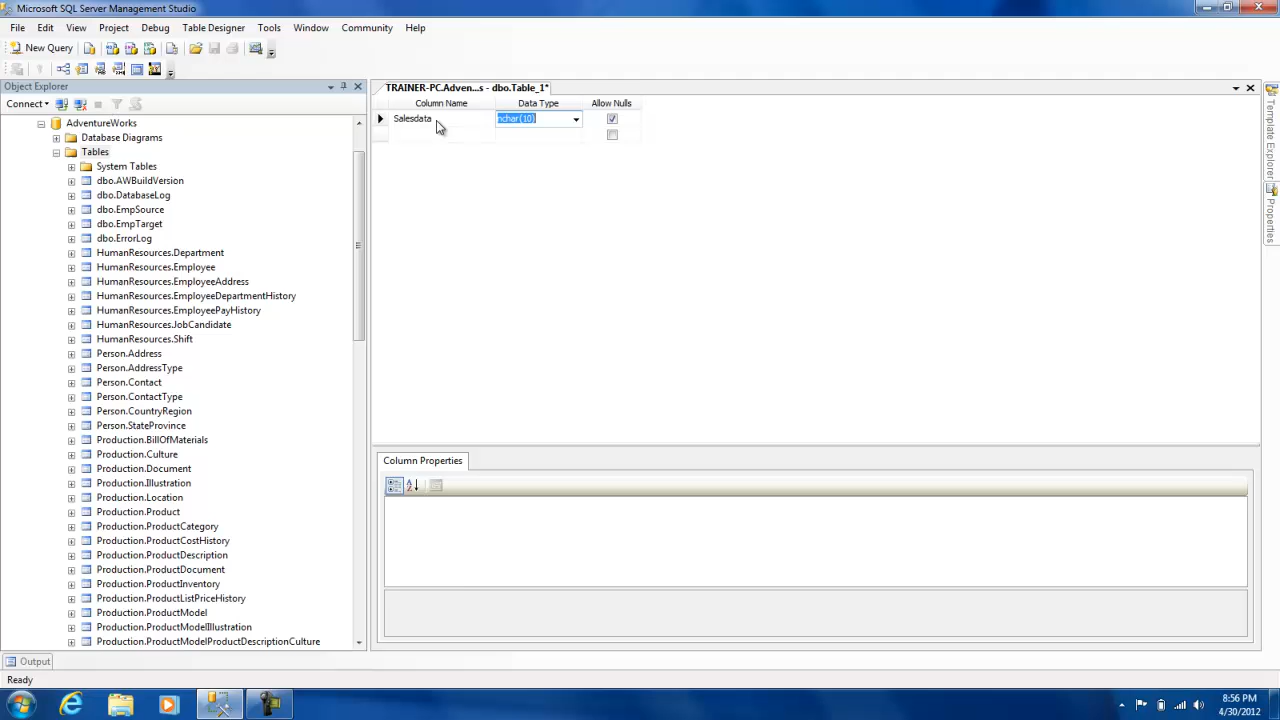 Microsoft SQL Server Management Studio
File Edit View Project Debug Table Designer Tools Window Community Help
New Query
Object Explorer
Connect
AdventureWorks
Database Diagrams
Tables
System Tables
dbo.AWBuildVersion
dbo.DatabaseLog
dbo.EmpSource
dbo.EmpTarget
dbo.ErrorLog
HumanResources.Department
HumanResources.Employee
HumanResources.EmployeeAddress
HumanResources.EmployeeDepartmentHistory
HumanResources.EmployeePayHistory
HumanResources.JobCandidate
HumanResources.Shift
Person.Address
Person.AddressType
Person.Contact
Person.ContactType
Person.CountryRegion
Person.StateProvince
Production.BillOfMaterials
Production.Culture
Production.Document
Production.Illustration
Production.Location
Production.Product
Production.ProductCategory
Production.ProductCostHistory
Production.ProductDescription
Production.ProductDocument
Production.ProductInventory
Production.ProductListPriceHistory
Production.ProductModel
Production.ProductModelIllustration
Production.ProductModelProductDescriptionCulture
TRAINER-PC.Adven...s - dbo.Table_1*
Column Name Data Type Allow Nulls
Salesdata nchar(10)
Column Properties
Template Explorer
Properties
Output
Ready
8:56 PM
4/30/2012